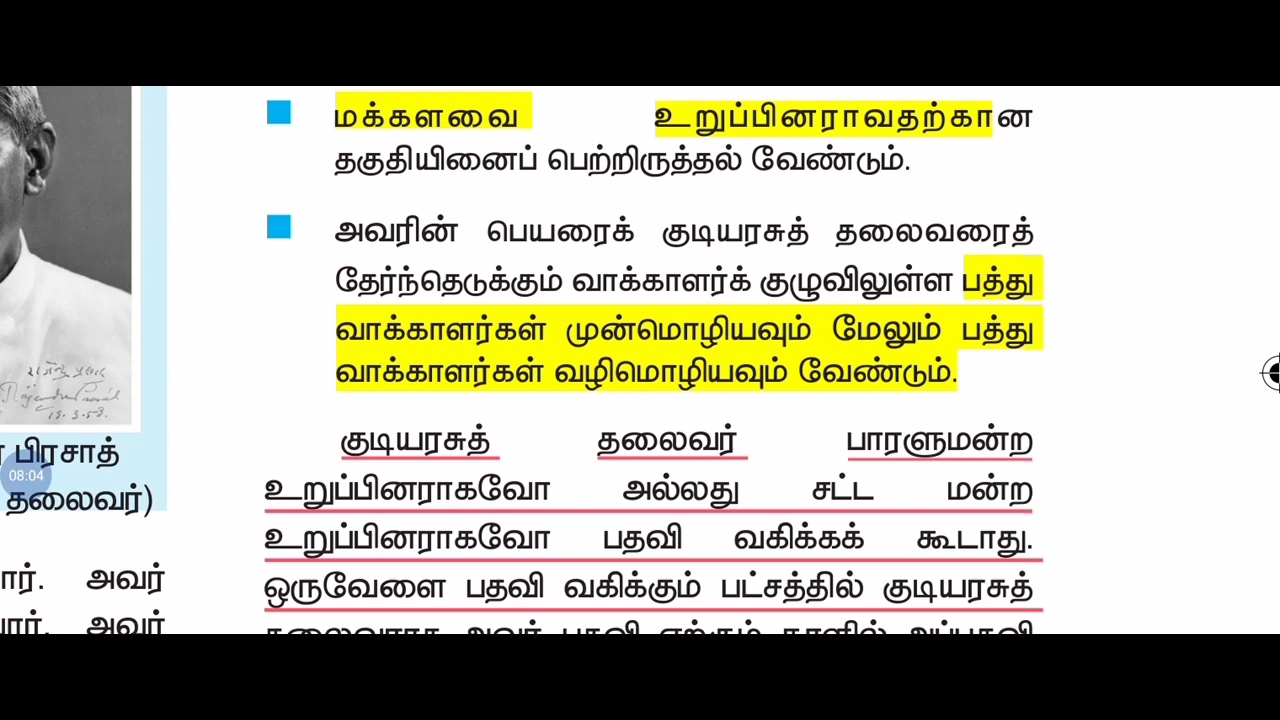 மக்களவை உறுப்பினராவதற்கான
தகுதியினைப் பெற்றிருத்தல் வேண்டும்.
அவரின் பெயரைக் குடியரசுத் தலைவரைத்
தேர்ந்தெடுக்கும் வாக்காளர்க் குழுவிலுள்ள பத்து
வாக்காளர்கள் முன்மொழியவும் மேலும் பத்து
வாக்காளர்கள் வழிமொழியவும் வேண்டும்.
குடியரசுத் தலைவர் பாராளுமன்ற
உறுப்பினராகவோ அல்லது சட்ட மன்ற
உறுப்பினராகவோ பதவி வகிக்கக் கூடாது.
ஒருவேளை பதவி வகிக்கும் பட்சத்தில் குடியரசுத்
பிரசாத்
08:04
தலைவர்)
அவர்